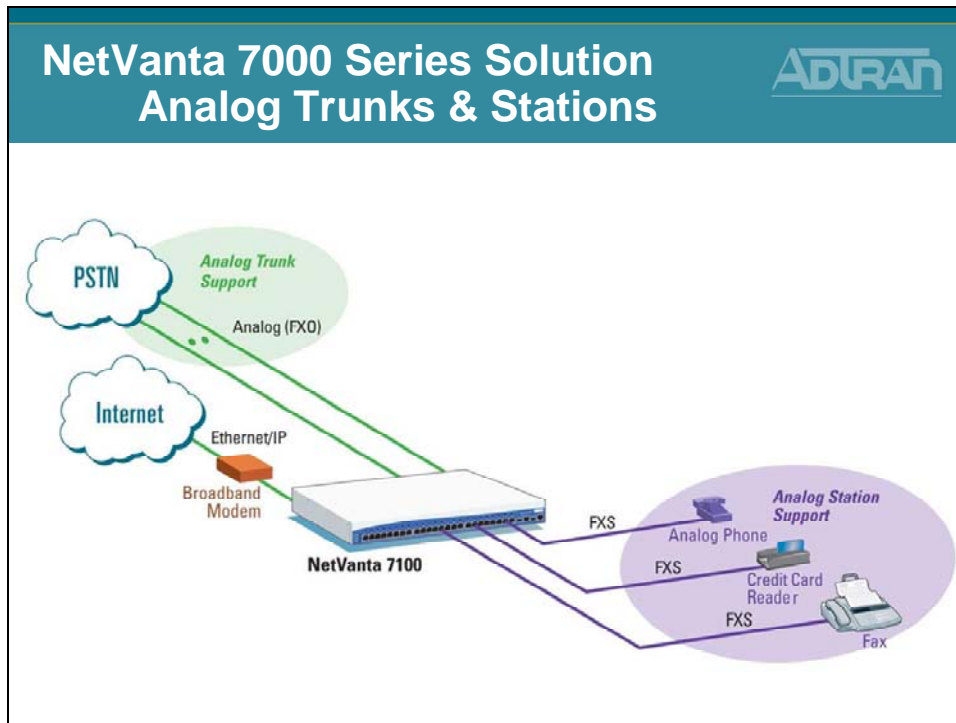 NetVanta 7000 Series Solution
Analog Trunks & Stations
ADTRAN
PSTN
Analog Trunk
Support
Analog (FXO)
Internet
Ethernet/IP
Broadband
Modem
NetVanta 7100
FXS
Analog Phone
Analog Station
Support
FXS
Credit Card
Reader
FXS
Fax